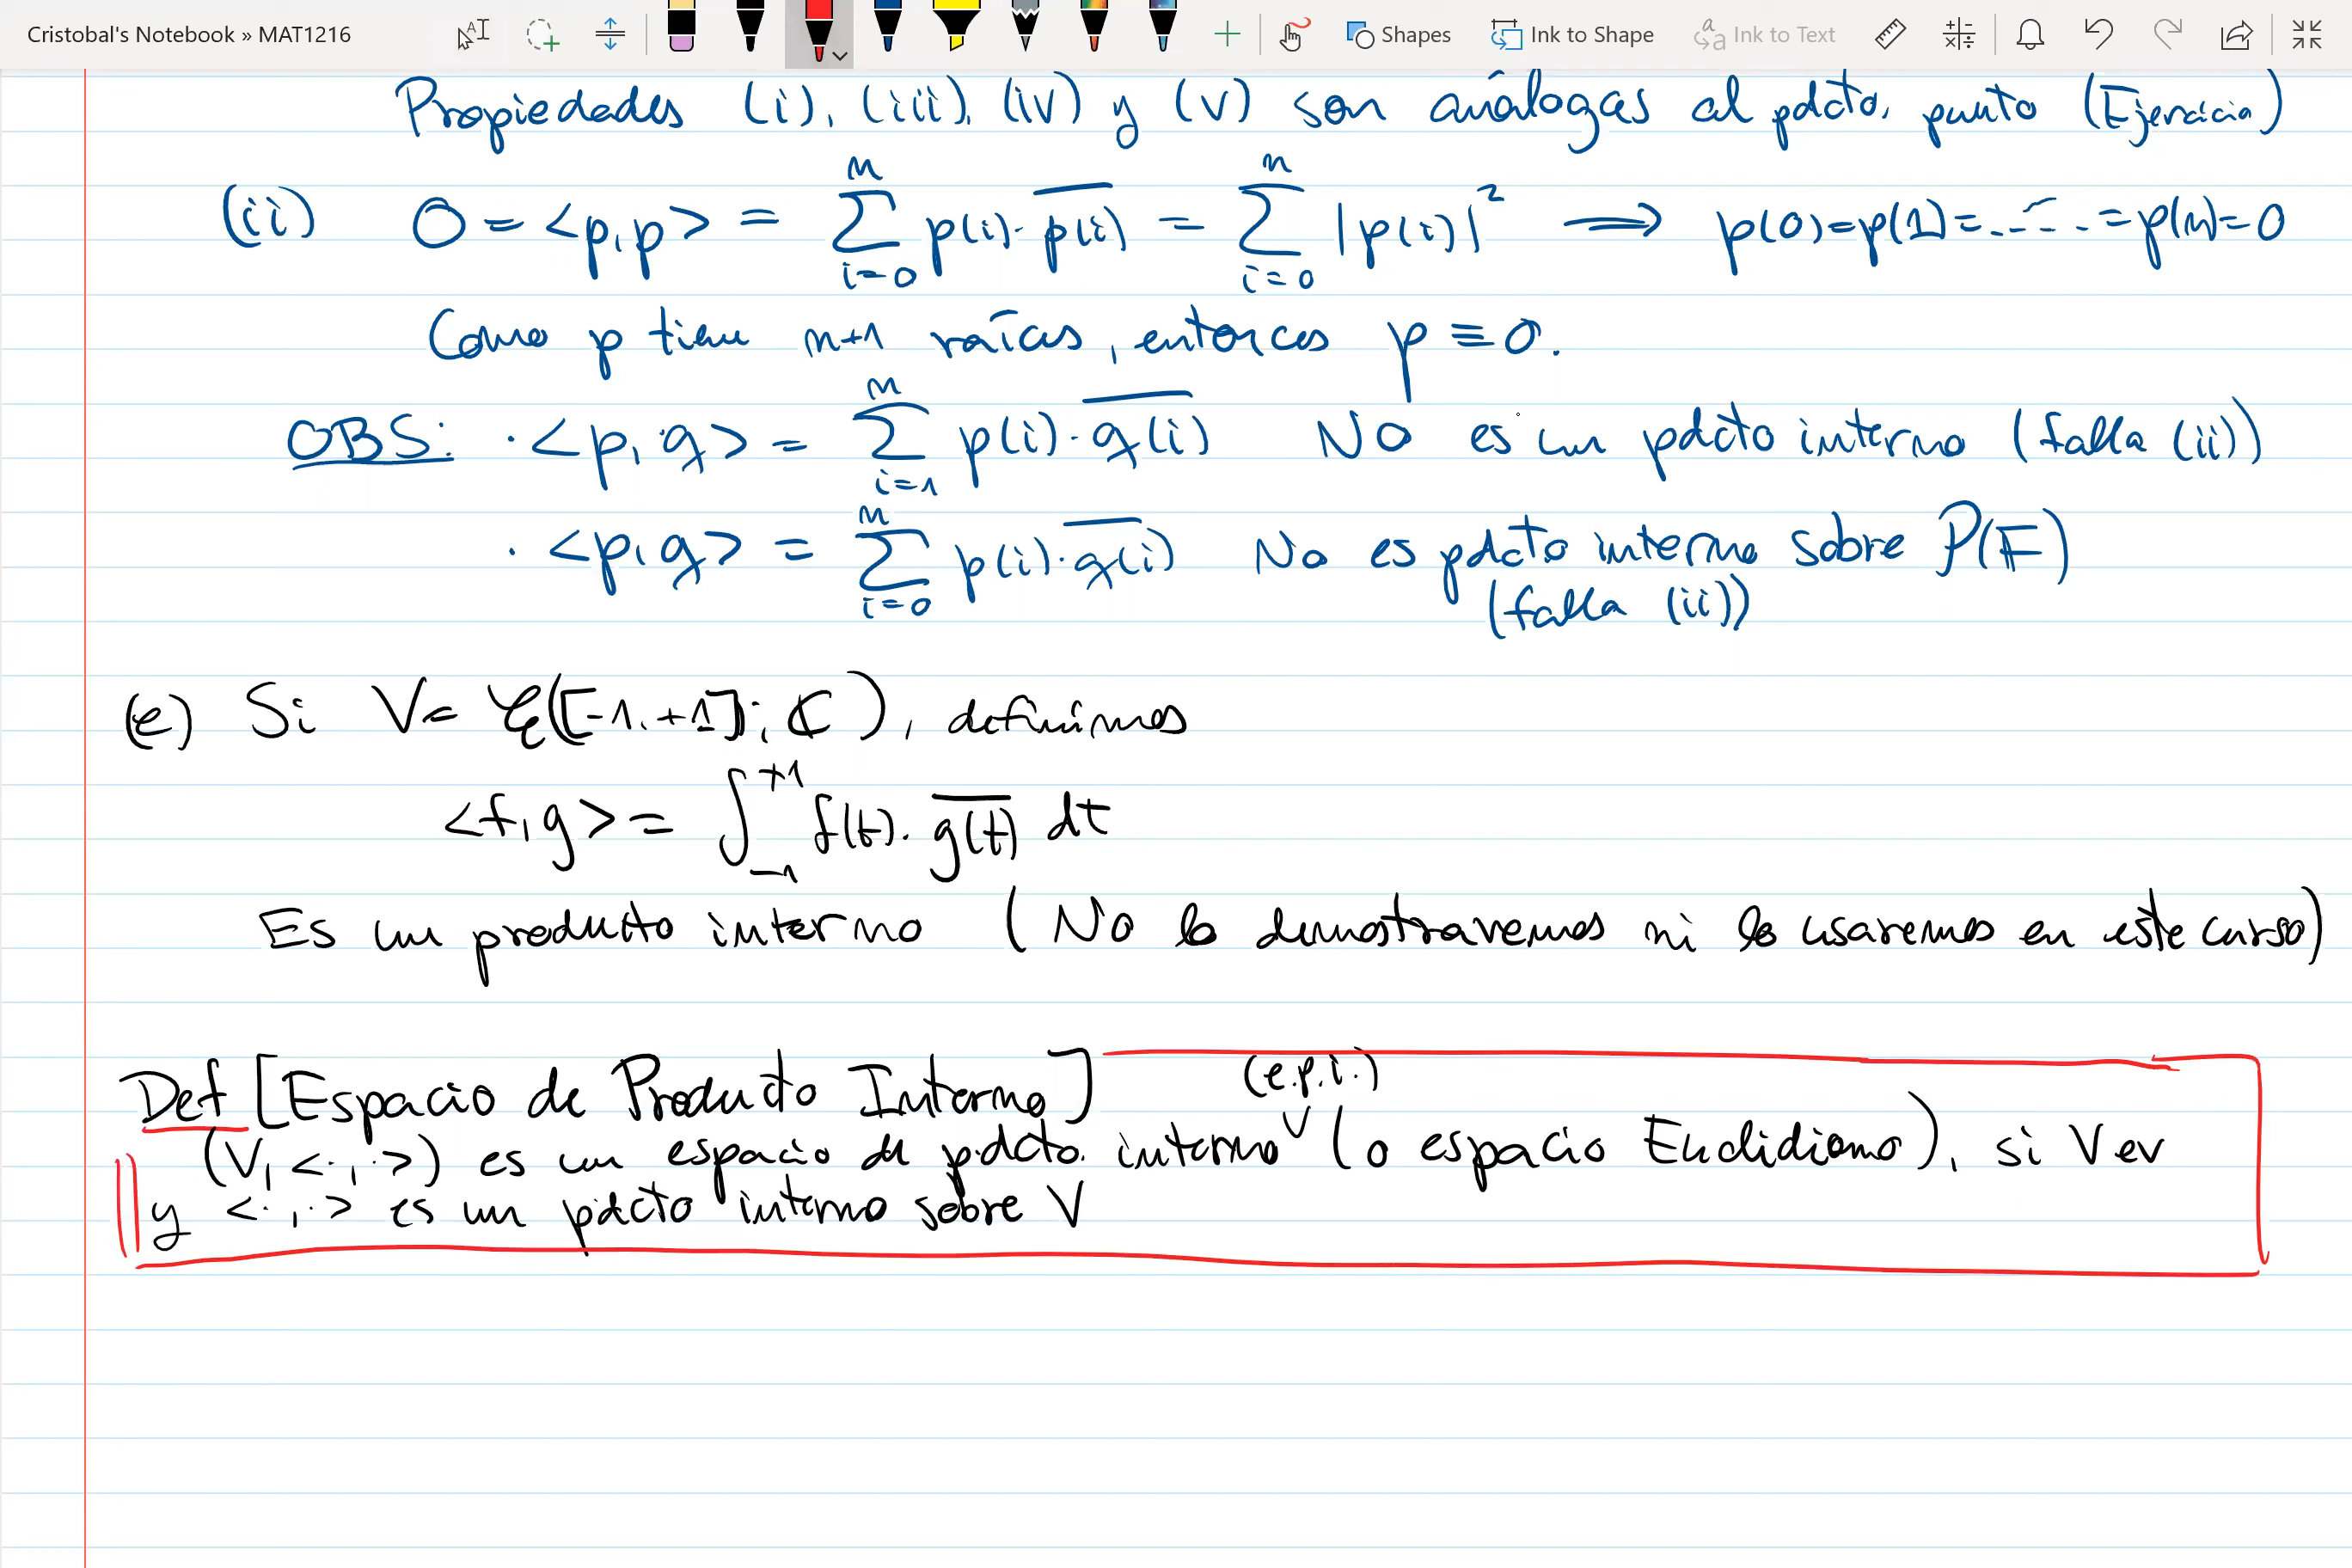 Cristobal's Notebook » MAT1216 Shapes Ink to Shape Ink to Text
Propiedades (i), (iii), (iv) y (v) son análogas al pdcto. punto (Ejercicio)
(ii) 0 = <p,p> = ∑_{i=0}^{n} p(i)·\overline{p(i)} = ∑_{i=0}^{n} |p(i)|² ⟹ p(0)=p(1)=......=p(n)=0
Como p tiene n+1 raíces, entonces p ≡ 0.
OBS: · <p,q> = ∑_{i=1}^{n} p(i)·\overline{q(i)} NO es un pdcto interno (falla (ii))
· <p,q> = ∑_{i=0}^{n} p(i)·\overline{q(i)} No es pdcto interno sobre P(F)
(falla (ii))
(e) Si V= 𝒞([-1,+1]; ℂ), definimos
<f,g> = ∫_{-1}^{+1} f(t)·\overline{g(t)} dt
Es un producto interno (No lo demostraremos ni lo usaremos en este curso)
Def [Espacio de Producto Interno]
(V, <·,·>) es un espacio de pdcto. interno (e.p.i.) (o espacio Euclidiano), si V ev
y <·,·> es un pdcto interno sobre V